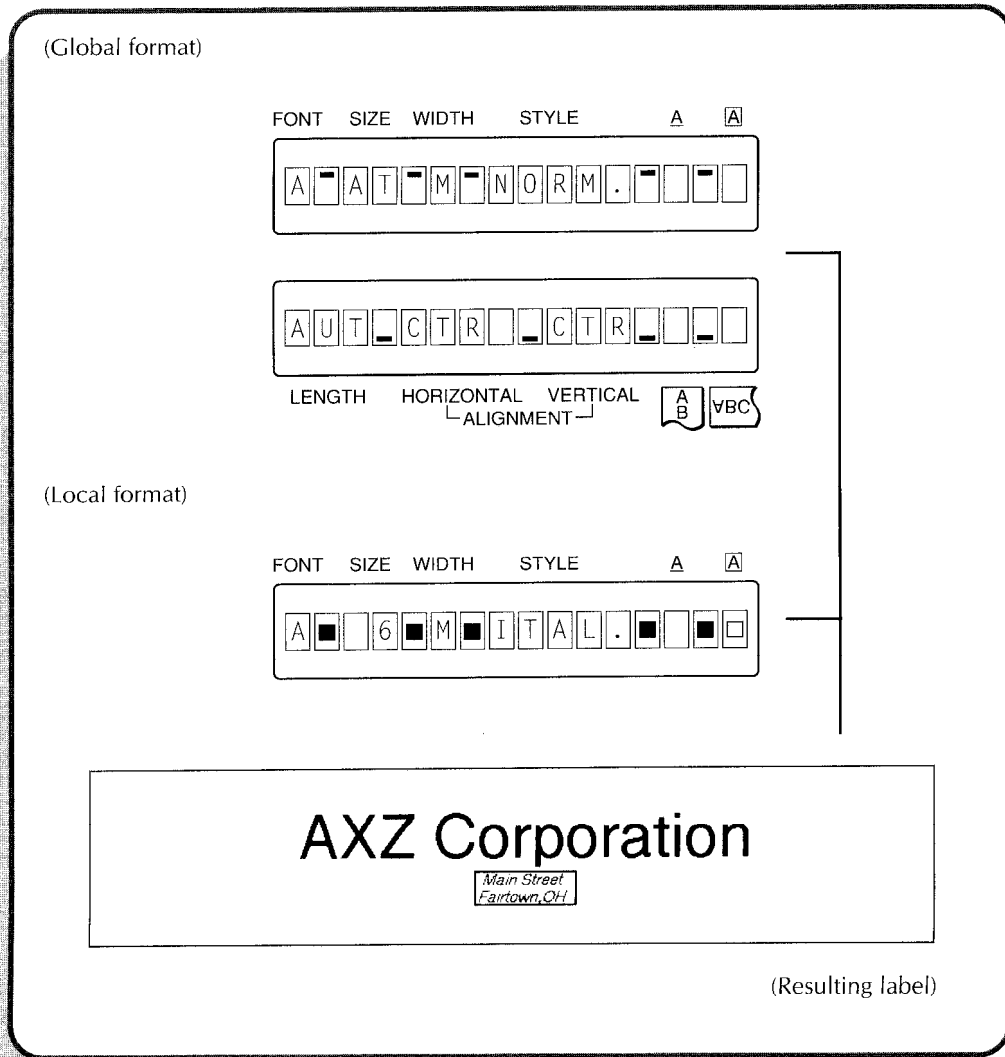 (Global format)
FONT SIZE WIDTH STYLE A A
A AT M NORM.
AUT CTR CTR
LENGTH HORIZONTAL VERTICAL
ALIGNMENT
A
B
∀BC
(Local format)
FONT SIZE WIDTH STYLE A A
A 6 M ITAL.
AXZ Corporation
Main Street
Fairtown,OH
(Resulting label)